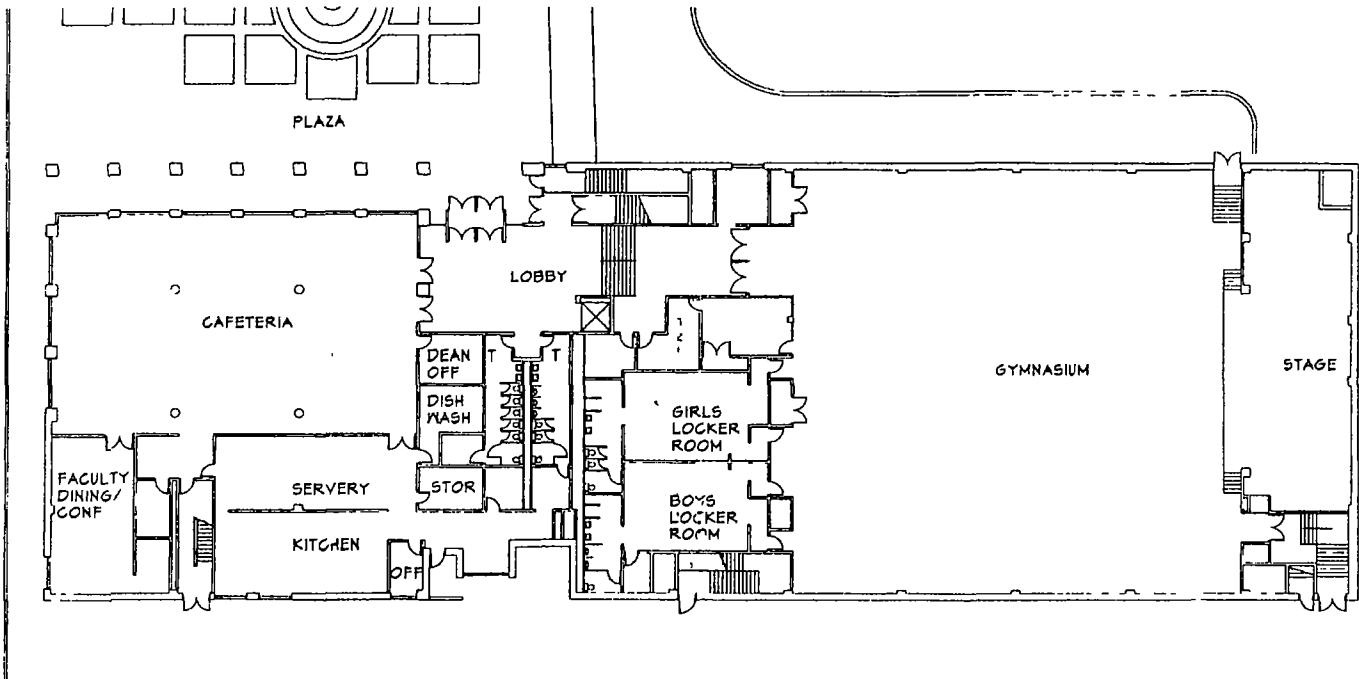 PLAZA
LOBBY
CAFETERIA
DEAN
OFF
T
T
DISH
WASH
GIRLS
LOCKER
ROOM
GYMNASIUM
STAGE
FACULTY
DINING/
CONF
SERVERY
STOR
BOYS
LOCKER
ROOM
KITCHEN
OFF